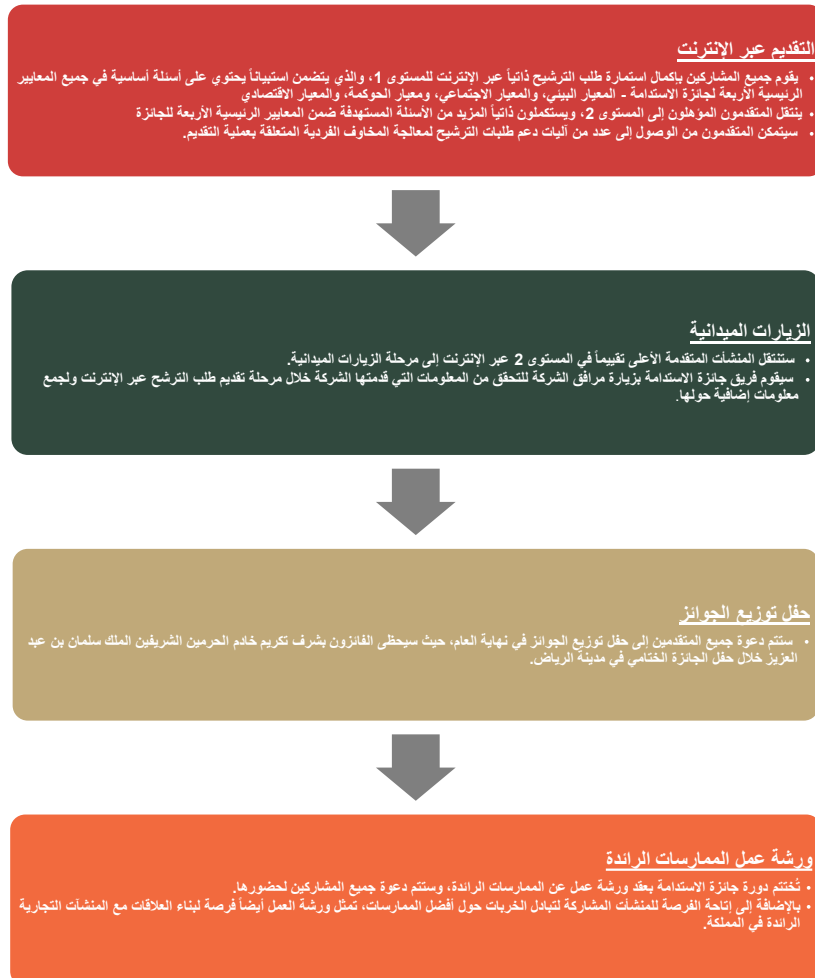 التقديم عبر الإنترنت
• يقوم جميع المشاركين بإكمال استمارة طلب الترشيح ذاتياً عبر الإنترنت للمستوى 1، والذي يتضمن استبياناً يحتوي على أسئلة أساسية في جميع المعايير
الرئيسية الأربعة لجائزة الاستدامة - المعيار البيئي، والمعيار الاجتماعي، ومعيار الحوكمة، والمعيار الاقتصادي
• ينتقل المتقدمون المؤهلون إلى المستوى 2، ويستكملون ذاتياً المزيد من الأسئلة المستهدفة ضمن المعايير الرئيسية الأربعة للجائزة
• سيتمكن المتقدمون من الوصول إلى عدد من آليات دعم طلبات الترشيح لمعالجة المخاوف الفردية المتعلقة بعملية التقديم.
الزيارات الميدانية
• ستنتقل المنشآت المتقدمة الأعلى تقييماً في المستوى 2 عبر الإنترنت إلى مرحلة الزيارات الميدانية.
• سيقوم فريق جائزة الاستدامة بزيارة مرافق الشركة للتحقق من المعلومات التي قدمتها الشركة خلال مرحلة تقديم طلب الترشح عبر الإنترنت ولجمع
معلومات إضافية حولها.
حفل توزيع الجوائز
• ستتم دعوة جميع المتقدمين إلى حفل توزيع الجوائز في نهاية العام، حيث سيحظى الفائزون بشرف تكريم خادم الحرمين الشريفين الملك سلمان بن عبد
العزيز خلال حفل الجائزة الختامي في مدينة الرياض.
ورشة عمل الممارسات الرائدة
• تُختتم دورة جائزة الاستدامة بعقد ورشة عمل عن الممارسات الرائدة، وستتم دعوة جميع المشاركين لحضورها.
• بالإضافة إلى إتاحة الفرصة للمنشآت المشاركة لتبادل الخربات حول أفضل الممارسات، تمثل ورشة العمل أيضاً فرصة لبناء العلاقات مع المنشآت التجارية
الرائدة في المملكة.